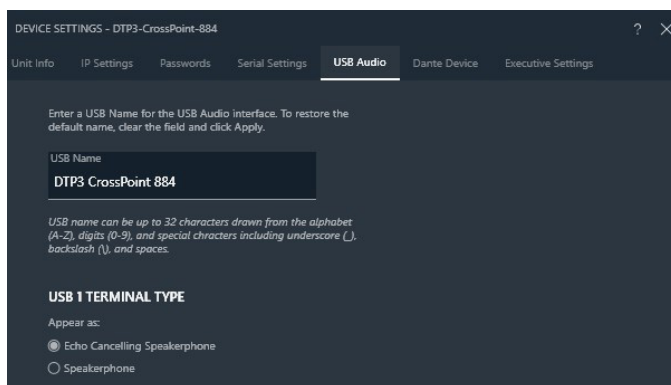 DEVICE SETTINGS - DTP3-CrossPoint-884 ? X
Unit Info IP Settings Passwords Serial Settings USB Audio Dante Device Executive Settings
Enter a USB Name for the USB Audio interface. To restore the
default name, clear the field and click Apply.
USB Name
DTP3 CrossPoint 884
USB name can be up to 32 characters drawn from the alphabet
(A-Z), digits (0-9), and special chracters including underscore (_),
backslash (\), and spaces.
USB 1 TERMINAL TYPE
Appear as:
Echo Cancelling Speakerphone
Speakerphone